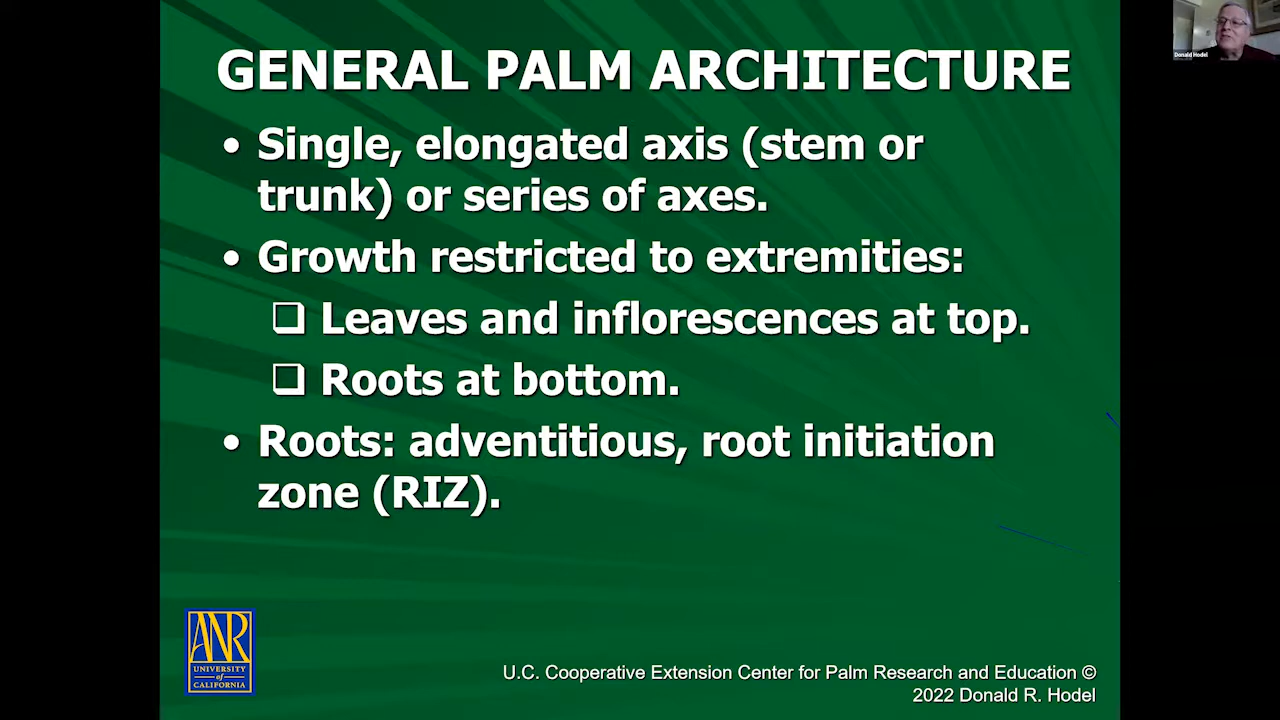 GENERAL PALM ARCHITECTURE
• Single, elongated axis (stem or
trunk) or series of axes.
• Growth restricted to extremities:
❑ Leaves and inflorescences at top.
❑ Roots at bottom.
• Roots: adventitious, root initiation
zone (RIZ).
ANR
UNIVERSITY
of
CALIFORNIA
U.C. Cooperative Extension Center for Palm Research and Education ©
2022 Donald R. Hodel
Donald Hodel